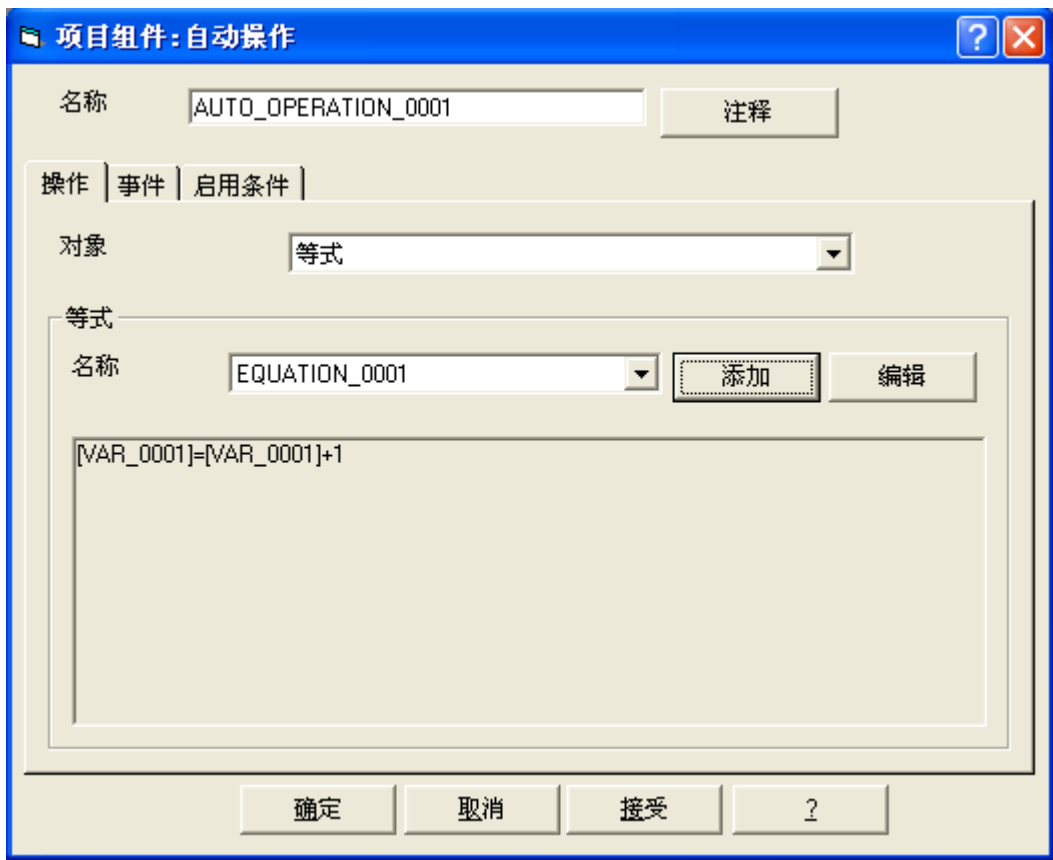 项目组件:自动操作
名称 AUTO_OPERATION_0001 注释
操作 事件 启用条件
对象 等式
等式
名称 EQUATION_0001 添加 编辑
[VAR_0001]=[VAR_0001]+1
确定 取消 接受 ?